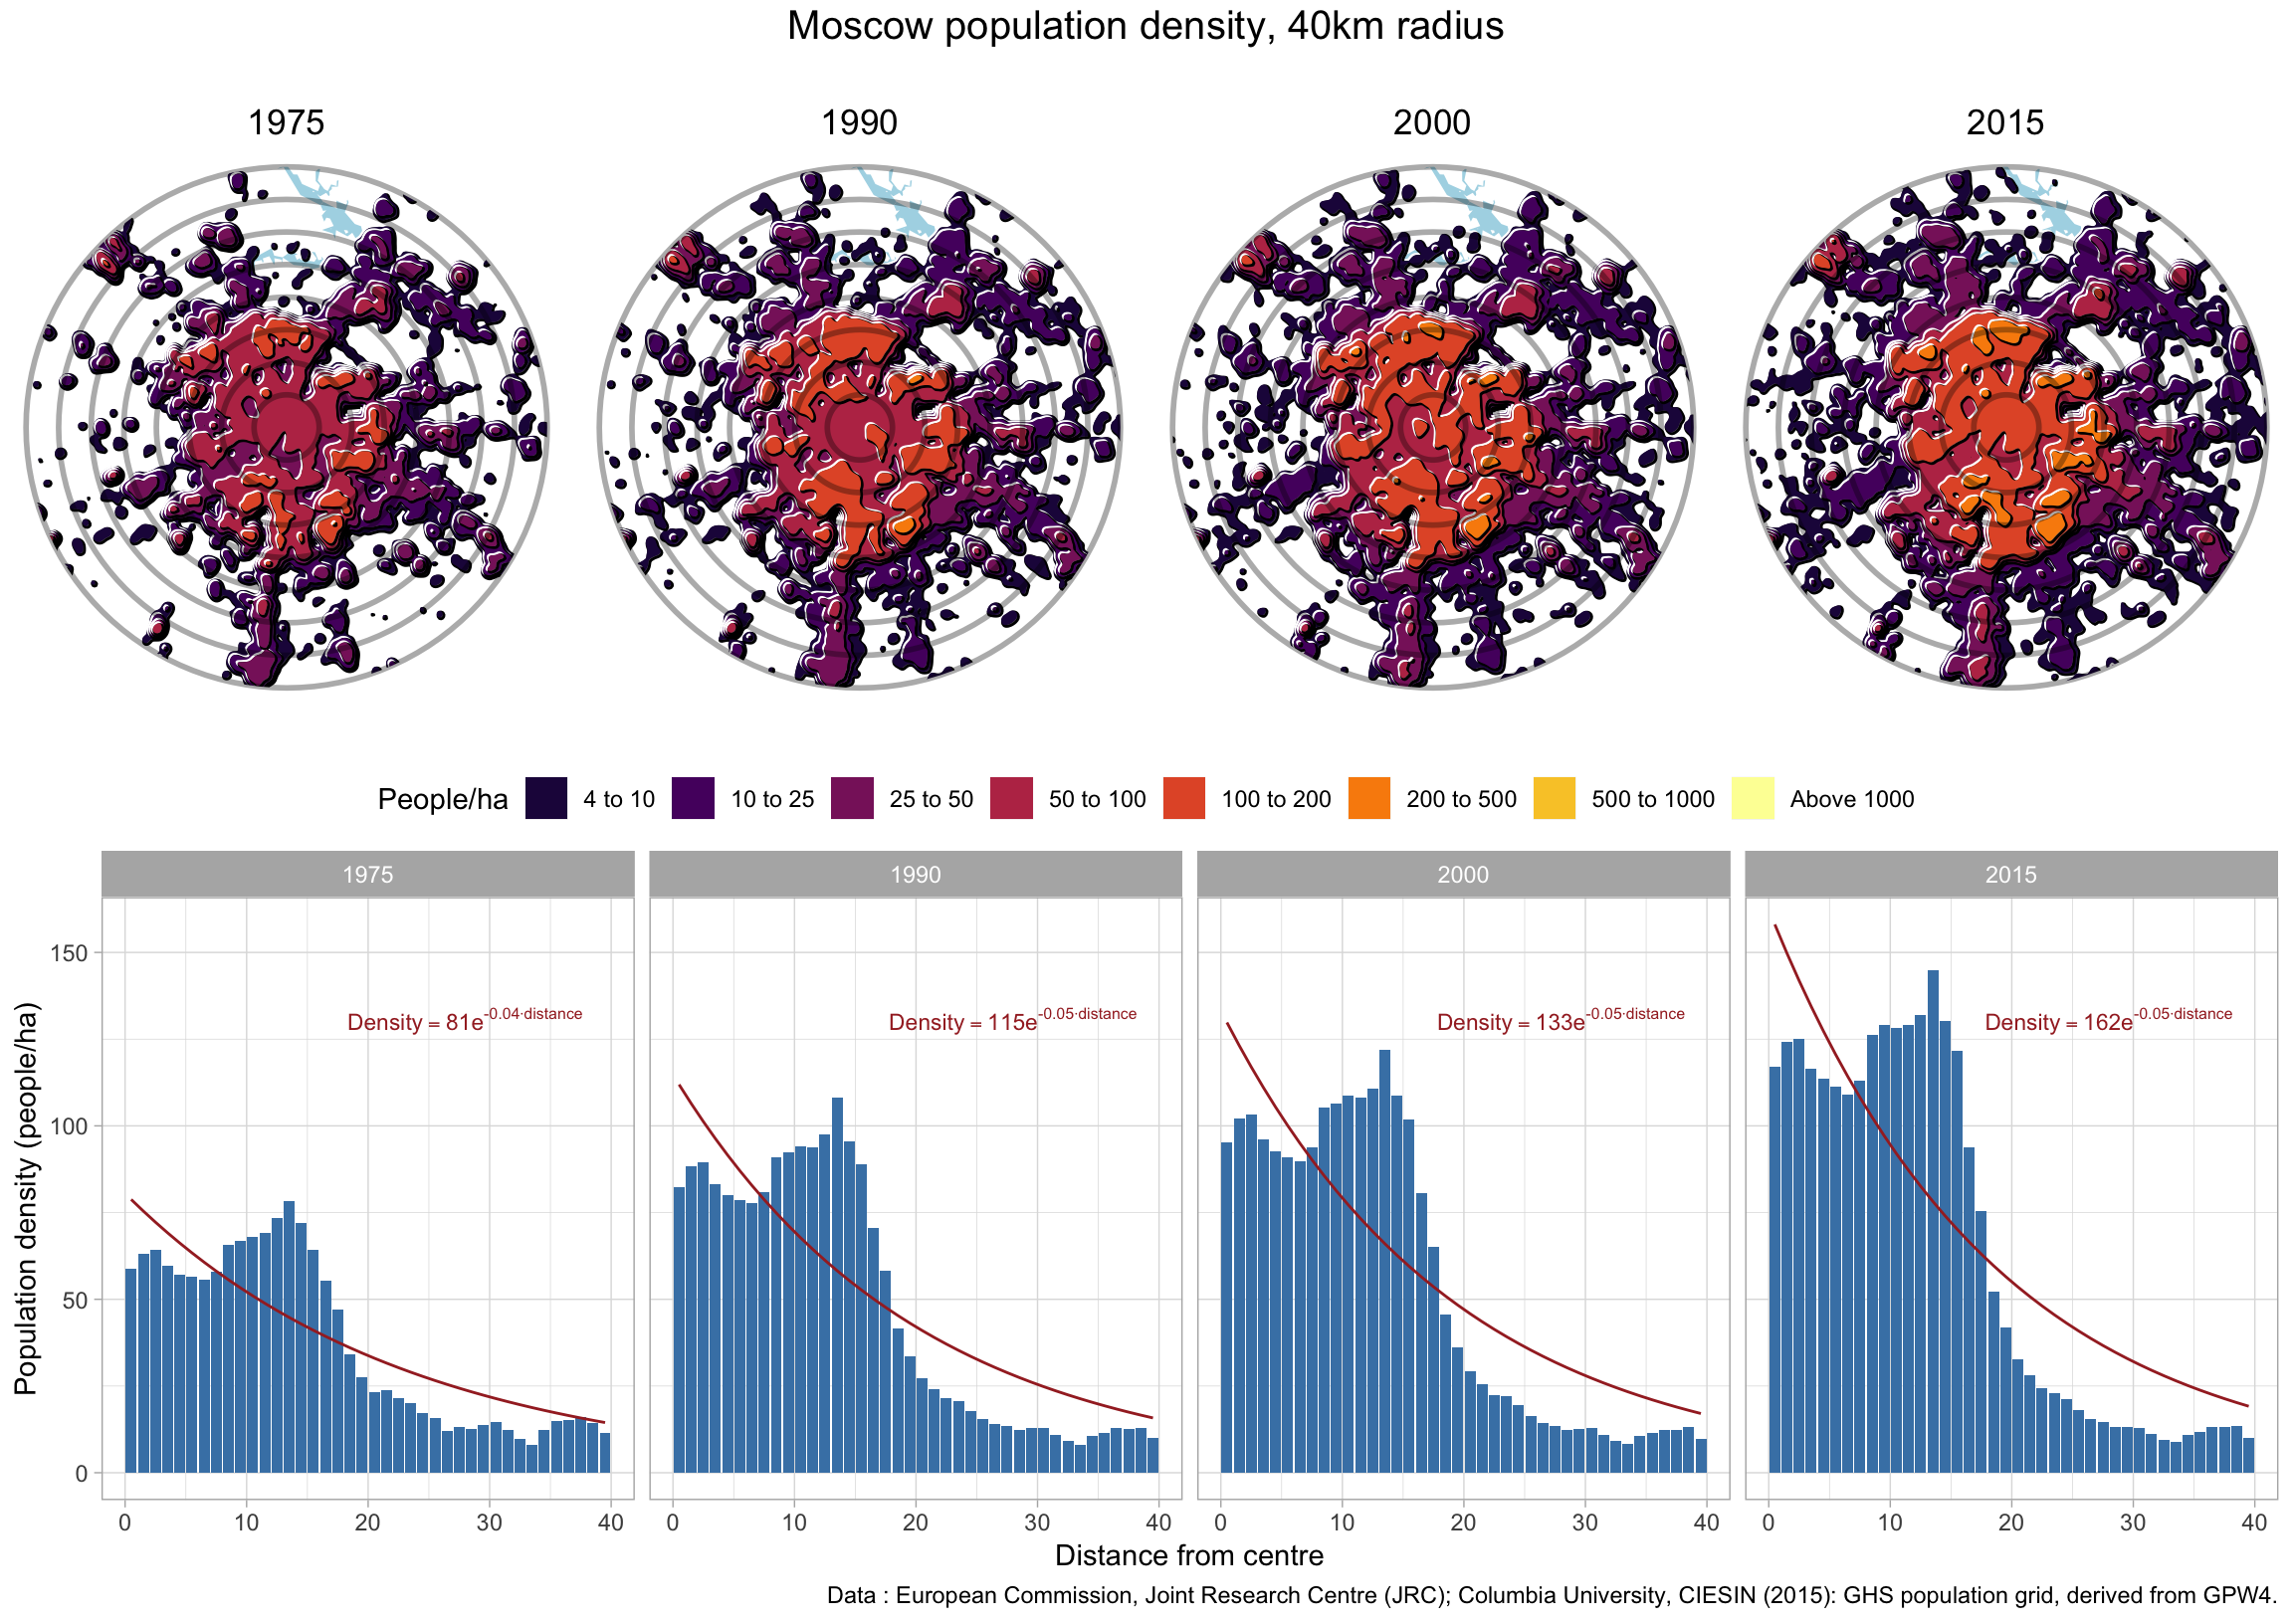 Moscow population density, 40km radius
1975 1990 2000 2015
People/ha 4 to 10 10 to 25 25 to 50 50 to 100 100 to 200 200 to 500 500 to 1000 Above 1000
1975 1990 2000 2015
Population density (people/ha)
150
100
50
0
Density = 81e-0.04·distance
Density = 115e-0.05·distance
Density = 133e-0.05·distance
Density = 162e-0.05·distance
0 10 20 30 40 0 10 20 30 40 0 10 20 30 40 0 10 20 30 40
Distance from centre
Data : European Commission, Joint Research Centre (JRC); Columbia University, CIESIN (2015): GHS population grid, derived from GPW4.